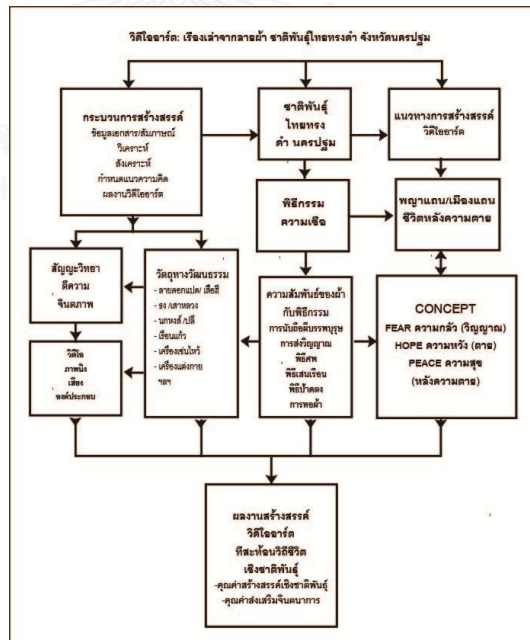 วิดีโออาร์ต: เรื่องเล่าจากลายผ้า ชาติพันธุ์ไทยทรงดำ จังหวัดนครปฐม
กระบวนการสร้างสรรค์
ข้อมูลเอกสาร/สัมภาษณ์
วิเคราะห์
สังเคราะห์
กำหนดแนวความคิด
ผลงานวิดีโออาร์ต
ชาติพันธุ์
ไทยทรง
ดำ นครปฐม
แนวทางการสร้างสรรค์
วิดีโออาร์ต
พิธีกรรม
ความเชื่อ
พญาแถน/เมืองแถน
ชีวิตหลังความตาย
สัญญะวิทยา
ตีความ
จินตภาพ
วัตถุทางวัฒนธรรม
- ลายดอกแปด/ เสื้อฮี
- ธง /เสาหลวง
- นกหงส์ /ปลี
- เรือนแก้ว
- เครื่องเซ่นไหว้
- เครื่องแต่งกาย
ฯลฯ
ความสัมพันธ์ของผ้า
กับพิธีกรรม
การนับถือผีบรรพบุรุษ
การส่งวิญญาณ
พิธีศพ
พิธีเสนเรือน
พิธีป่าดตง
การทอผ้า
CONCEPT
FEAR ความกลัว (วิญญาณ)
HOPE ความหวัง (ตาย)
PEACE ความสุข
(หลังความตาย)
วิดีโอ
ภาพนิ่ง
เสียง
องค์ประกอบ
ผลงานสร้างสรรค์
วิดีโออาร์ต
ที่สะท้อนวิถีชีวิต
เชิงชาติพันธุ์
-คุณค่าสร้างสรรค์เชิงชาติพันธุ์
-คุณค่าส่งเสริมจินตนาการ